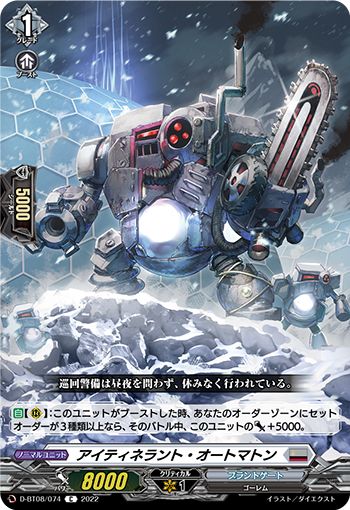 1
グレード
ブースト
5000
シールド
巡回警備は昼夜を問わず、休みなく行われている。
【自】【(R)】:このユニットがブーストした時、あなたのオーダーゾーンにセット
オーダーが3種類以上なら、そのバトル中、このユニットの+5000。
ノーマルユニット
アイティネラント・オートマトン
パワー 8000
クリティカル
1
ブラントゲート
ゴーレム
D-BT08/074 C 2022
イラスト/ダイエクスト